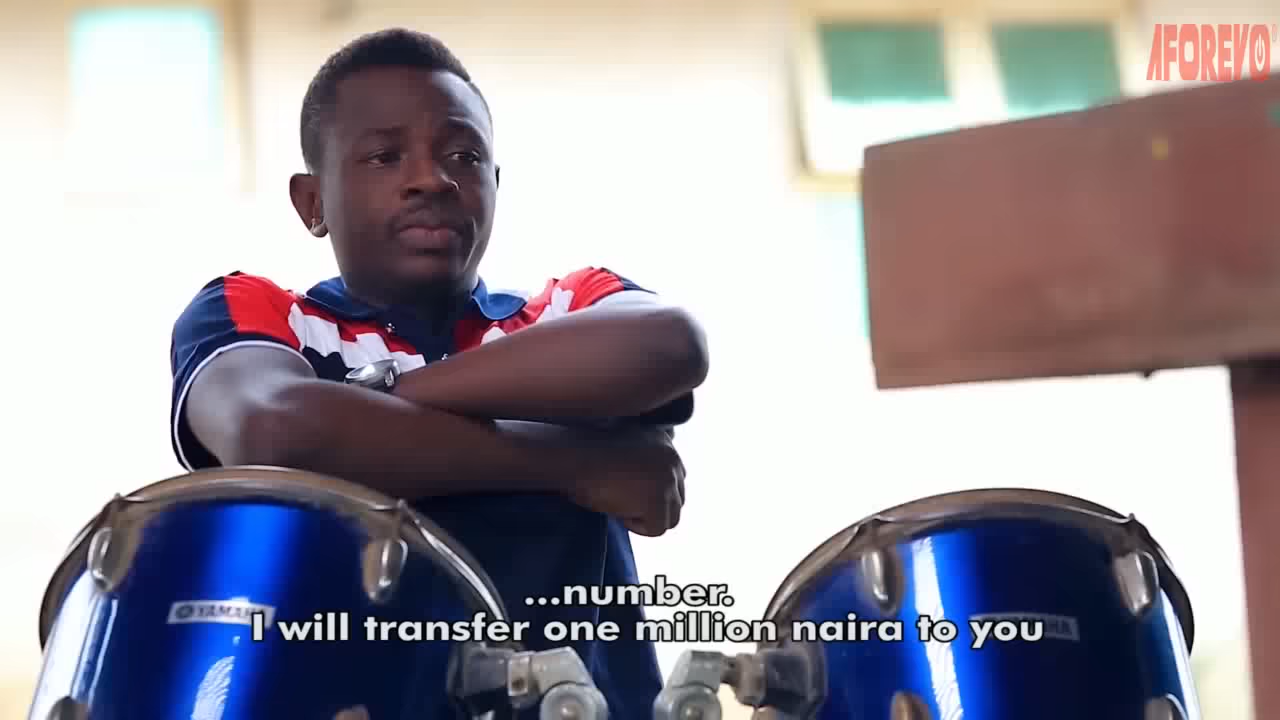 AFOREVO
YAMAHA
...number.
I will transfer one million naira to you